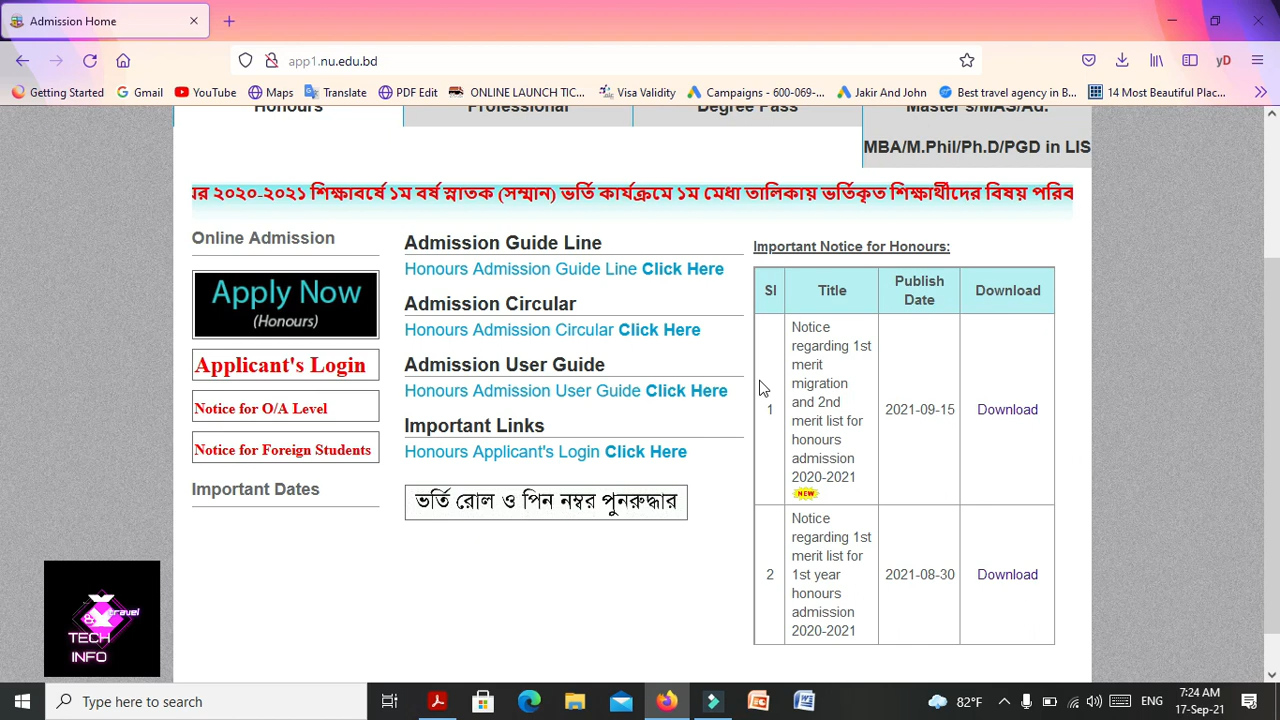 Admission Home
app1.nu.edu.bd
yD
Getting Started
Gmail
YouTube
Maps
Translate
PDF Edit
ONLINE LAUNCH TIC...
Visa Validity
Campaigns - 600-069-...
Jakir And John
Best travel agency in B...
14 Most Beautiful Plac...
Honours
Professional
Degree Pass
Master's/MAS/Ad.
MBA/M.Phil/Ph.D/PGD in LIS
২০২০-২০২১ শিক্ষাবর্ষে ১ম বর্ষ স্নাতক (সম্মান) ভর্তি কার্যক্রমে ১ম মেধা তালিকায় ভর্তিকৃত শিক্ষার্থীদের বিষয়
Online Admission
Apply Now
(Honours)
Applicant's Login
Notice for O/A Level
Notice for Foreign Students
Important Dates
Admission Guide Line
Honours Admission Guide Line Click Here
Admission Circular
Honours Admission Circular Click Here
Admission User Guide
Honours Admission User Guide Click Here
Important Links
Honours Applicant's Login Click Here
ভর্তি রোল ও পিন নম্বর পুনরুদ্ধার
Important Notice for Honours:
Sl
Title
Publish
Date
Download
1
Notice
regarding 1st
merit
migration
and 2nd
merit list for
honours
admission
2020-2021
NEW
2021-09-15
Download
2
Notice
regarding 1st
merit list for
1st year
honours
admission
2020-2021
2021-08-30
Download
travel
TECH
INFO
Type here to search
82°F
ENG
7:24 AM
17-Sep-21